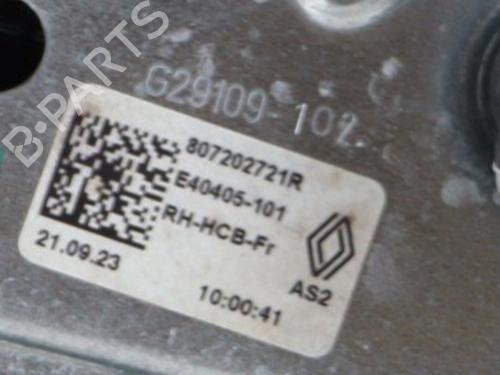 B-PARTS
G29109-102
807202721R
E40405-101
RH-HCB-Fr
21.09.23
10:00:41
AS2